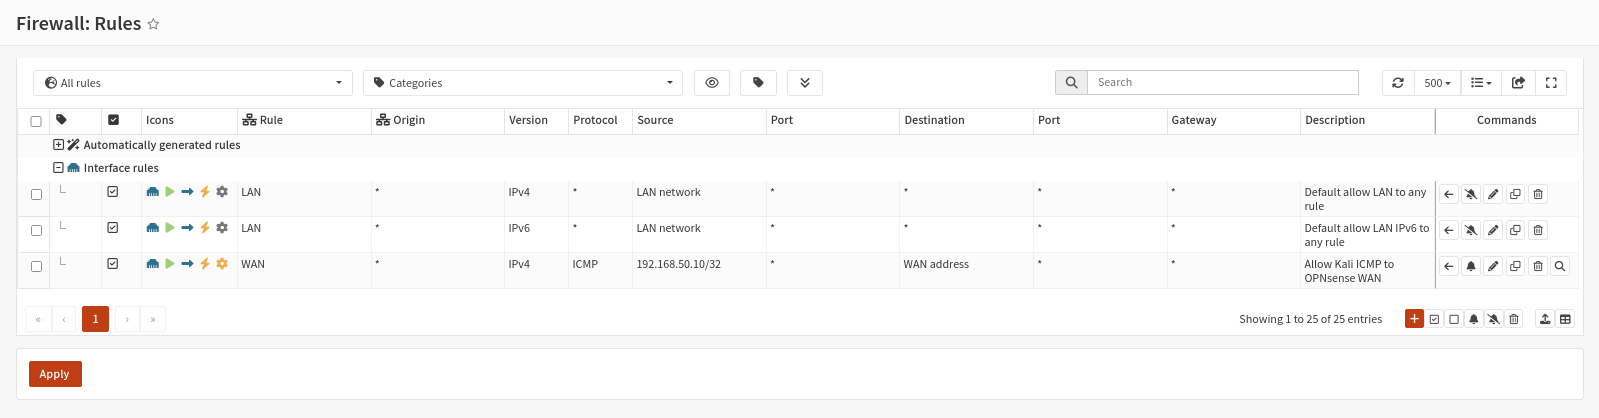 Firewall: Rules
All rules
Categories
Search
500
Icons Rule Origin Version Protocol Source Port Destination Port Gateway Description Commands
Automatically generated rules
Interface rules
LAN * IPv4 * LAN network * * * * Default allow LAN to any
rule
LAN * IPv6 * LAN network * * * * Default allow LAN IPv6 to
any rule
WAN * IPv4 ICMP 192.168.50.10/32 * WAN address * * Allow Kali ICMP to
OPNsense WAN
« ‹ 1 › » Showing 1 to 25 of 25 entries
Apply